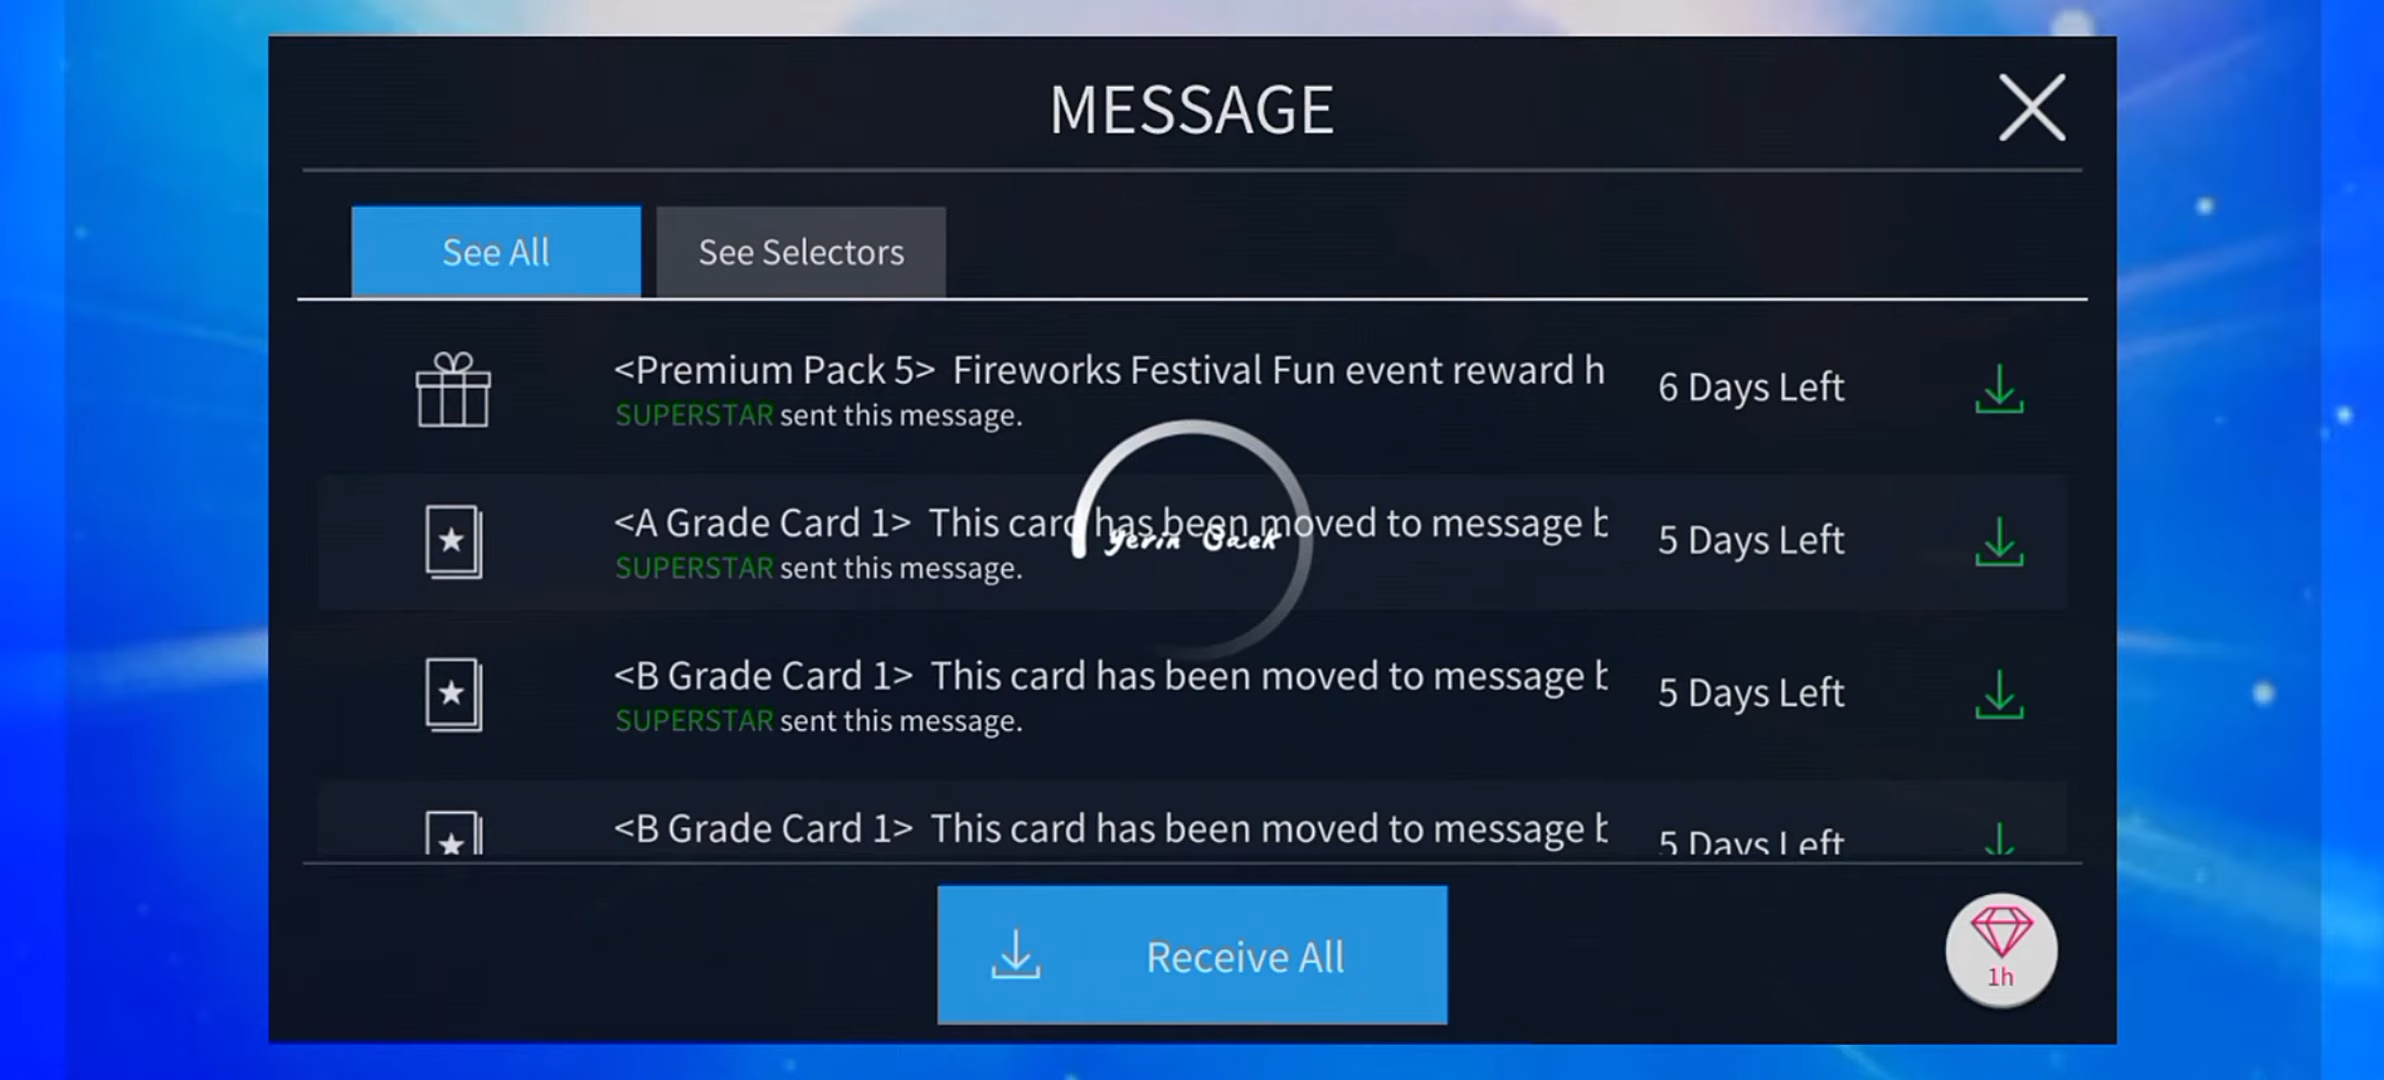 MESSAGE
See All
See Selectors
<Premium Pack 5> Fireworks Festival Fun event reward h
SUPERSTAR sent this message.
6 Days Left
<A Grade Card 1> This card has been moved to message b
SUPERSTAR sent this message.
5 Days Left
Yerin Baek
<B Grade Card 1> This card has been moved to message b
SUPERSTAR sent this message.
5 Days Left
<B Grade Card 1> This card has been moved to message b
5 Days Left
Receive All
1h